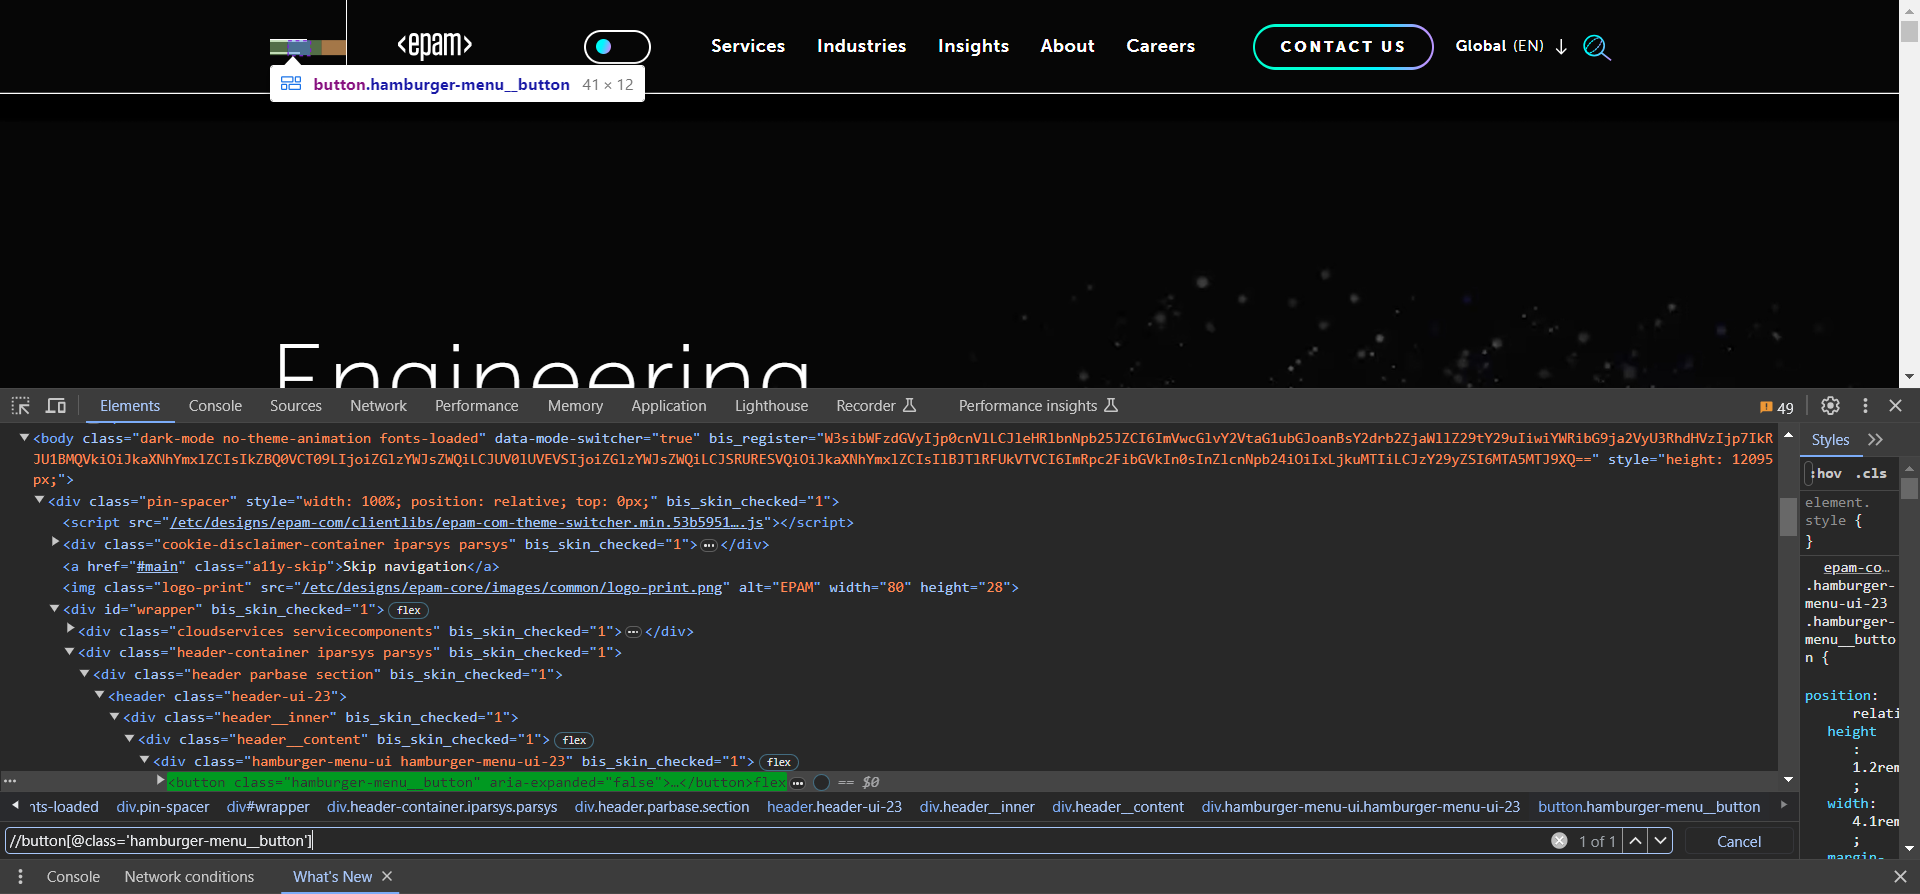 <epam>
Services Industries Insights About Careers
CONTACT US
Global (EN)
button.hamburger-menu__button 41 × 12
Engineering
Elements Console Sources Network Performance Memory Application Lighthouse Recorder Performance insights 49
<body class="dark-mode no-theme-animation fonts-loaded" data-mode-switcher="true" bis_register="
style="height: 12095
px;">
<div class="pin-spacer" style="width: 100%; position: relative; top: 0px;" bis_skin_checked="1">
<script src="/etc/designs/epam-com/clientlibs/epam-com-theme-switcher.min.53b5951….js"></script>
<div class="cookie-disclaimer-container iparsys parsys" bis_skin_checked="1"> … </div>
<a href="#main" class="a11y-skip">Skip navigation</a>
<img class="logo-print" src="/etc/designs/epam-core/images/common/logo-print.png" alt="EPAM" width="80" height="28">
<div id="wrapper" bis_skin_checked="1"> flex
<div class="cloudservices servicecomponents" bis_skin_checked="1"> … </div>
<div class="header-container iparsys parsys" bis_skin_checked="1">
<div class="header parbase section" bis_skin_checked="1">
<header class="header-ui-23">
<div class="header__inner" bis_skin_checked="1">
<div class="header__content" bis_skin_checked="1"> flex
<div class="hamburger-menu-ui hamburger-menu-ui-23" bis_skin_checked="1"> flex
<button class="hamburger-menu__button" aria-expanded="false">…</button>flex … == $0
nts-loaded div.pin-spacer div#wrapper div.header-container.iparsys.parsys div.header.parbase.section header.header-ui-23 div.header__inner div.header__content div.hamburger-menu-ui.hamburger-menu-ui-23 button.hamburger-menu__button
//button[@class='hamburger-menu__button']
1 of 1
Cancel
Styles
:hov .cls
element.
style {
}
epam-co…
.hamburger-
menu-ui-23
.hamburger-
menu__butto
n {
position:
relati
height
:
1.2rem
;
width:
4.1rem
;
margin-
Console Network conditions What's New